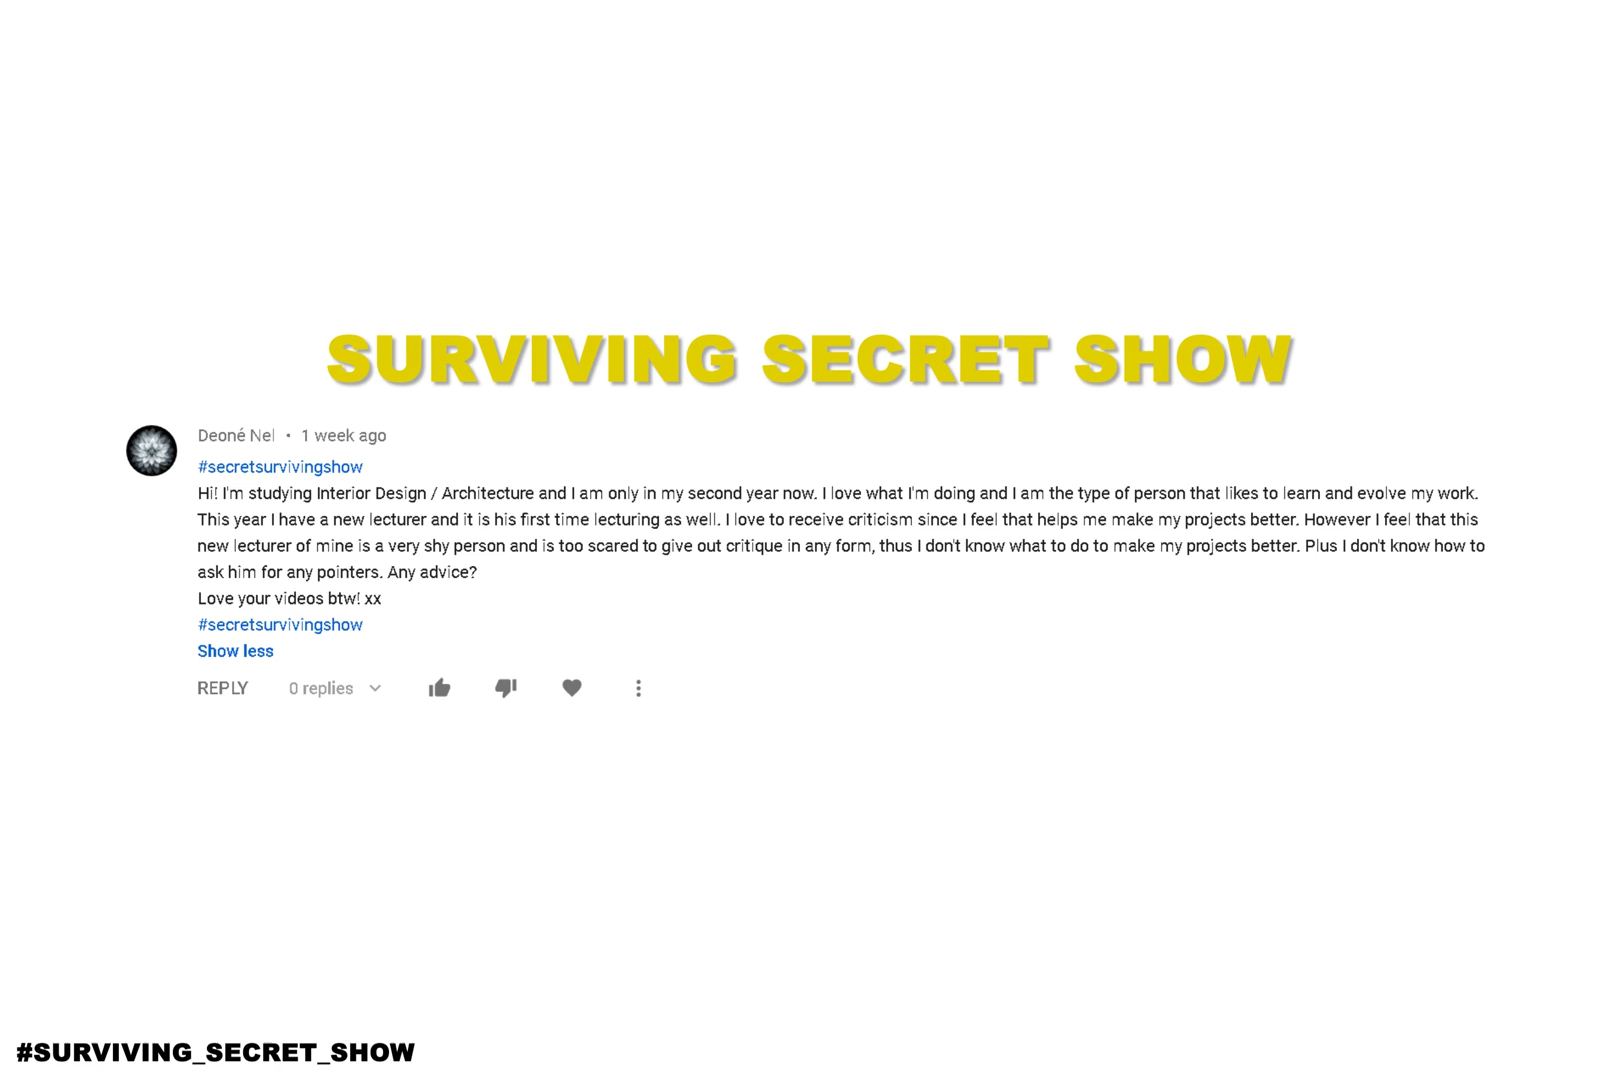 SURVIVING SECRET SHOW
Deoné Nel • 1 week ago
#secretsurvivingshow
Hi! I'm studying Interior Design / Architecture and I am only in my second year now. I love what I'm doing and I am the type of person that likes to learn and evolve my work.
This year I have a new lecturer and it is his first time lecturing as well. I love to receive criticism since I feel that helps me make my projects better. However I feel that this
new lecturer of mine is a very shy person and is too scared to give out critique in any form, thus I don't know what to do to make my projects better. Plus I don't know how to
ask him for any pointers. Any advice?
Love your videos btw! xx
#secretsurvivingshow
Show less
REPLY 0 replies
#SURVIVING_SECRET_SHOW